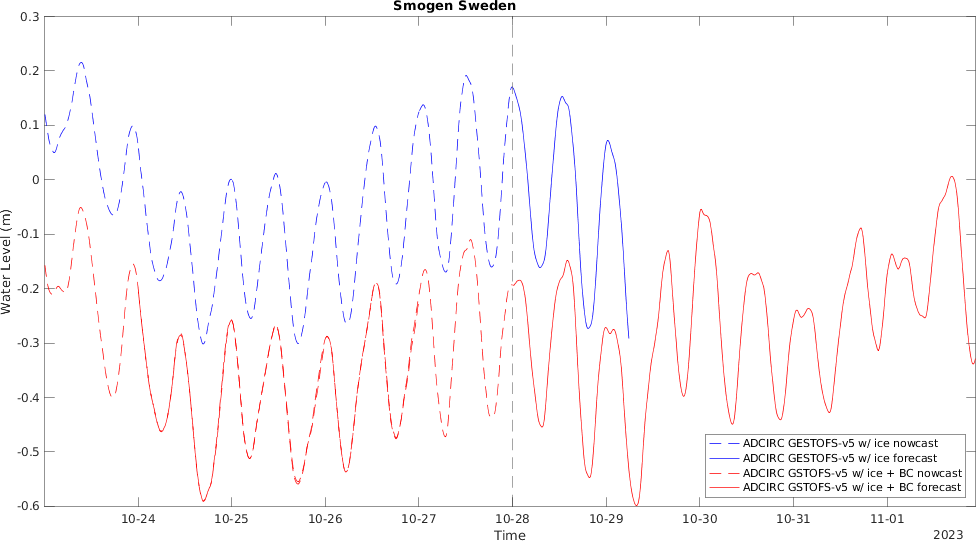 Smogen Sweden
0.3
0.2
0.1
0
-0.1
-0.2
-0.3
-0.4
-0.5
-0.6
Water Level (m)
10-24
10-25
10-26
10-27
10-28
10-29
10-30
10-31
11-01
Time
2023
ADCIRC GESTOFS-v5 w/ ice nowcast
ADCIRC GESTOFS-v5 w/ ice forecast
ADCIRC GSTOFS-v5 w/ ice + BC nowcast
ADCIRC GSTOFS-v5 w/ ice + BC forecast